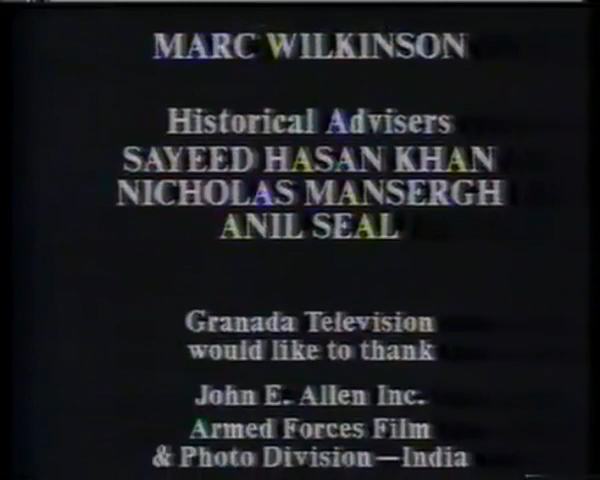 MARC WILKINSON
Historical Advisers
SAYEED HASAN KHAN
NICHOLAS MANSERGH
ANIL SEAL
Granada Television
would like to thank
John E. Allen Inc.
Armed Forces Film
& Photo Division—India